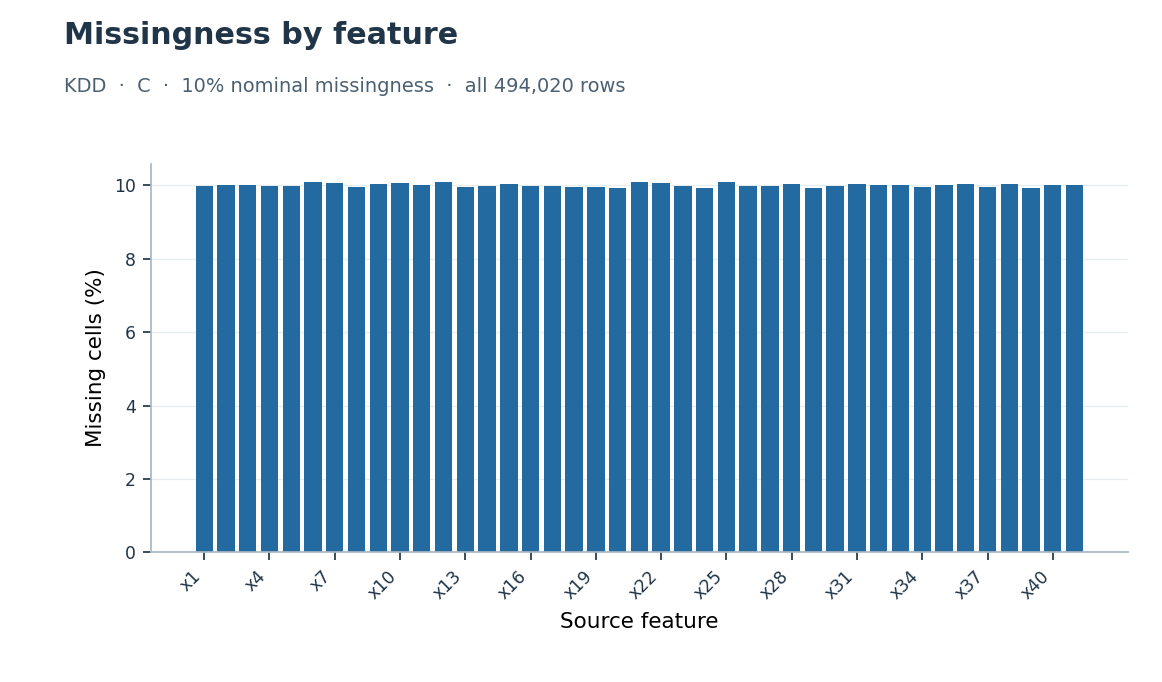 Missingness by feature
KDD · C · 10% nominal missingness · all 494,020 rows
10
8
6
4
2
0
Missing cells (%)
x1 x4 x7 x10 x13 x16 x19 x22 x25 x28 x31 x34 x37 x40
Source feature